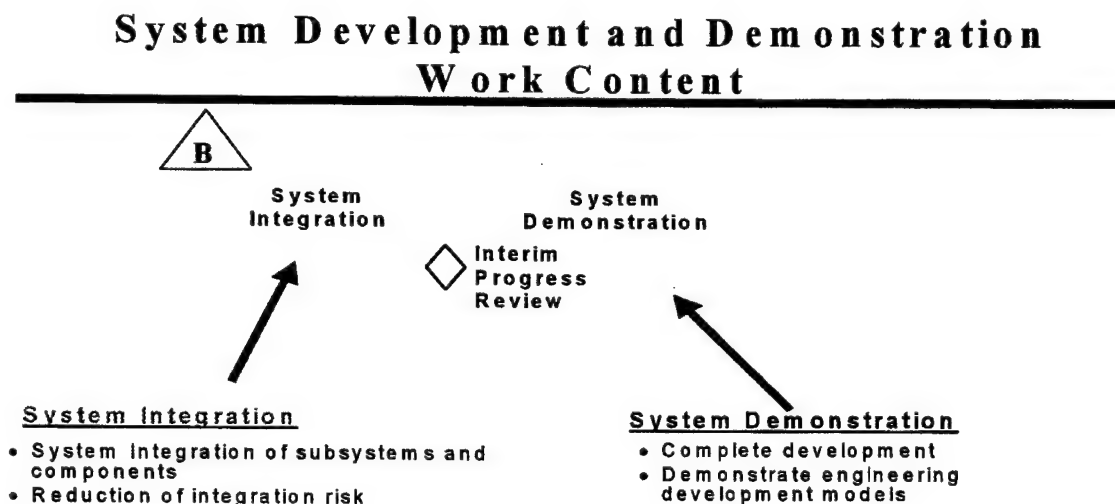 System Development and Demonstration
Work Content
B
System
Integration
System
Demonstration
Interim
Progress
Review
System Integration
• System Integration of subsystems and
components
• Reduction of integration risk
System Demonstration
• Complete development
• Demonstrate engineering
development models